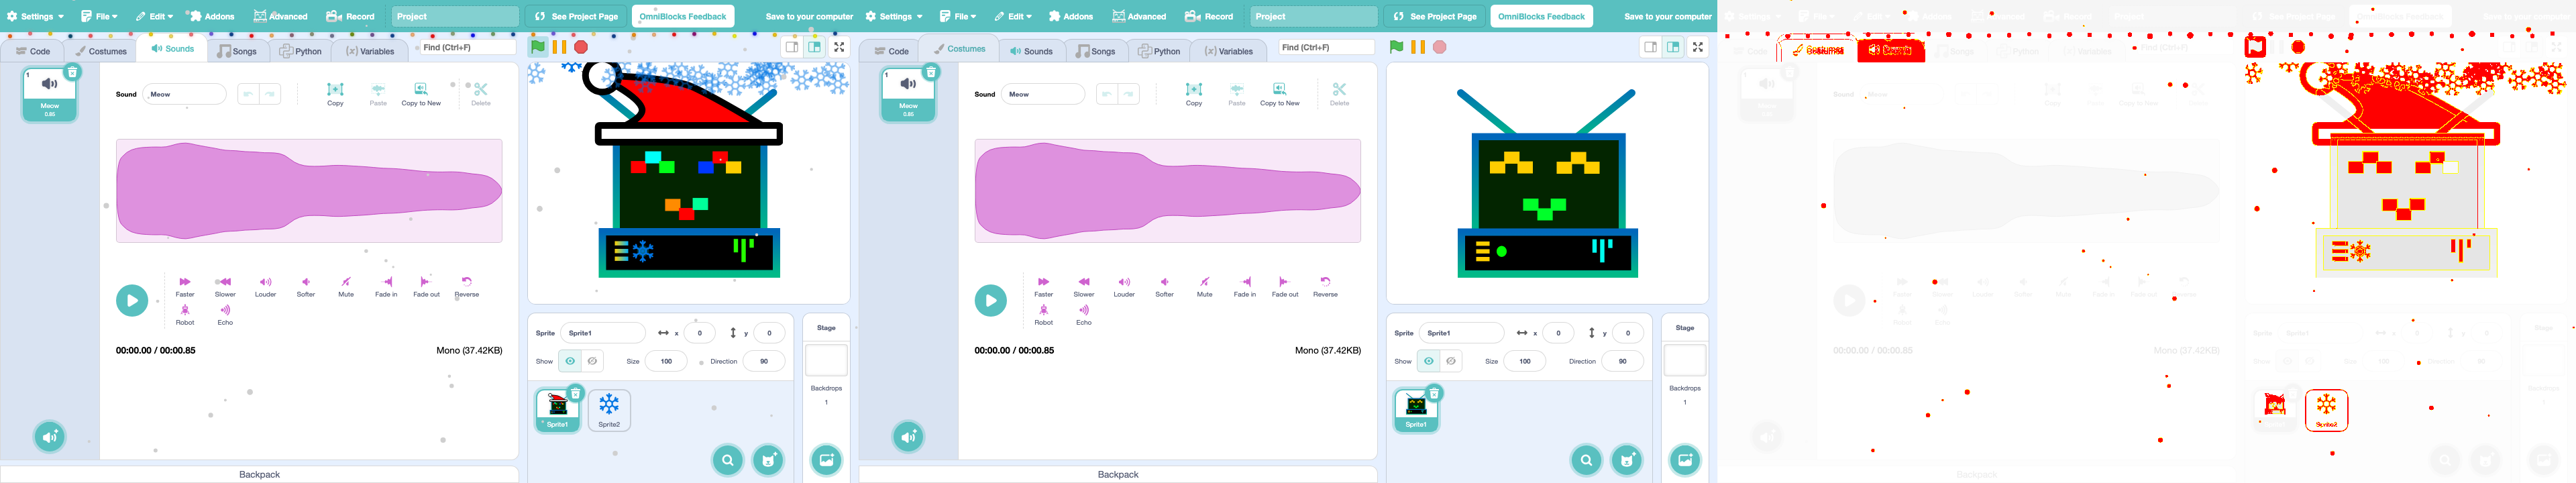 Settings File Edit Addons Advanced Record Project See Project Page OmniBlocks Feedback Save to your computer
Code Costumes Sounds Songs Python (x) Variables Find (Ctrl+F)
1
Meow
0.85
Sound Meow
Copy Paste Copy to New Delete
Faster Slower Louder Softer Mute Fade in Fade out Reverse
Robot Echo
00:00.00 / 00:00.85 Mono (37.42KB)
Sprite Sprite1 x 0 y 0
Show Size 100 Direction 90
Stage
Backdrops
1
Sprite1 Sprite2
Backpack
Settings File Edit Addons Advanced Record Project See Project Page OmniBlocks Feedback Save to your computer
Code Costumes Sounds Songs Python (x) Variables Find (Ctrl+F)
1
Meow
0.85
Sound Meow
Copy Paste Copy to New Delete
Faster Slower Louder Softer Mute Fade in Fade out Reverse
Robot Echo
00:00.00 / 00:00.85 Mono (37.42KB)
Sprite Sprite1 x 0 y 0
Show Size 100 Direction 90
Stage
Backdrops
1
Sprite1
Backpack
Costumes Sounds
Sprite2
Backpack